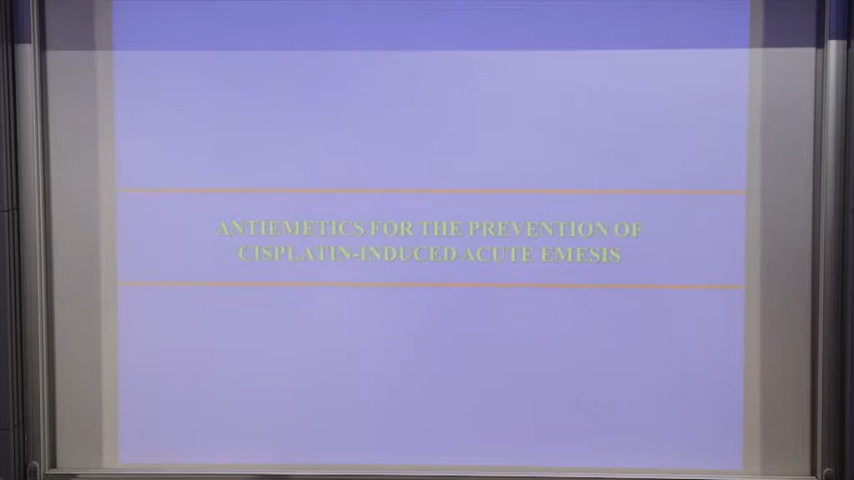 ANTIEMETICS FOR THE PREVENTION OF
CISPLATIN-INDUCED ACUTE EMESIS